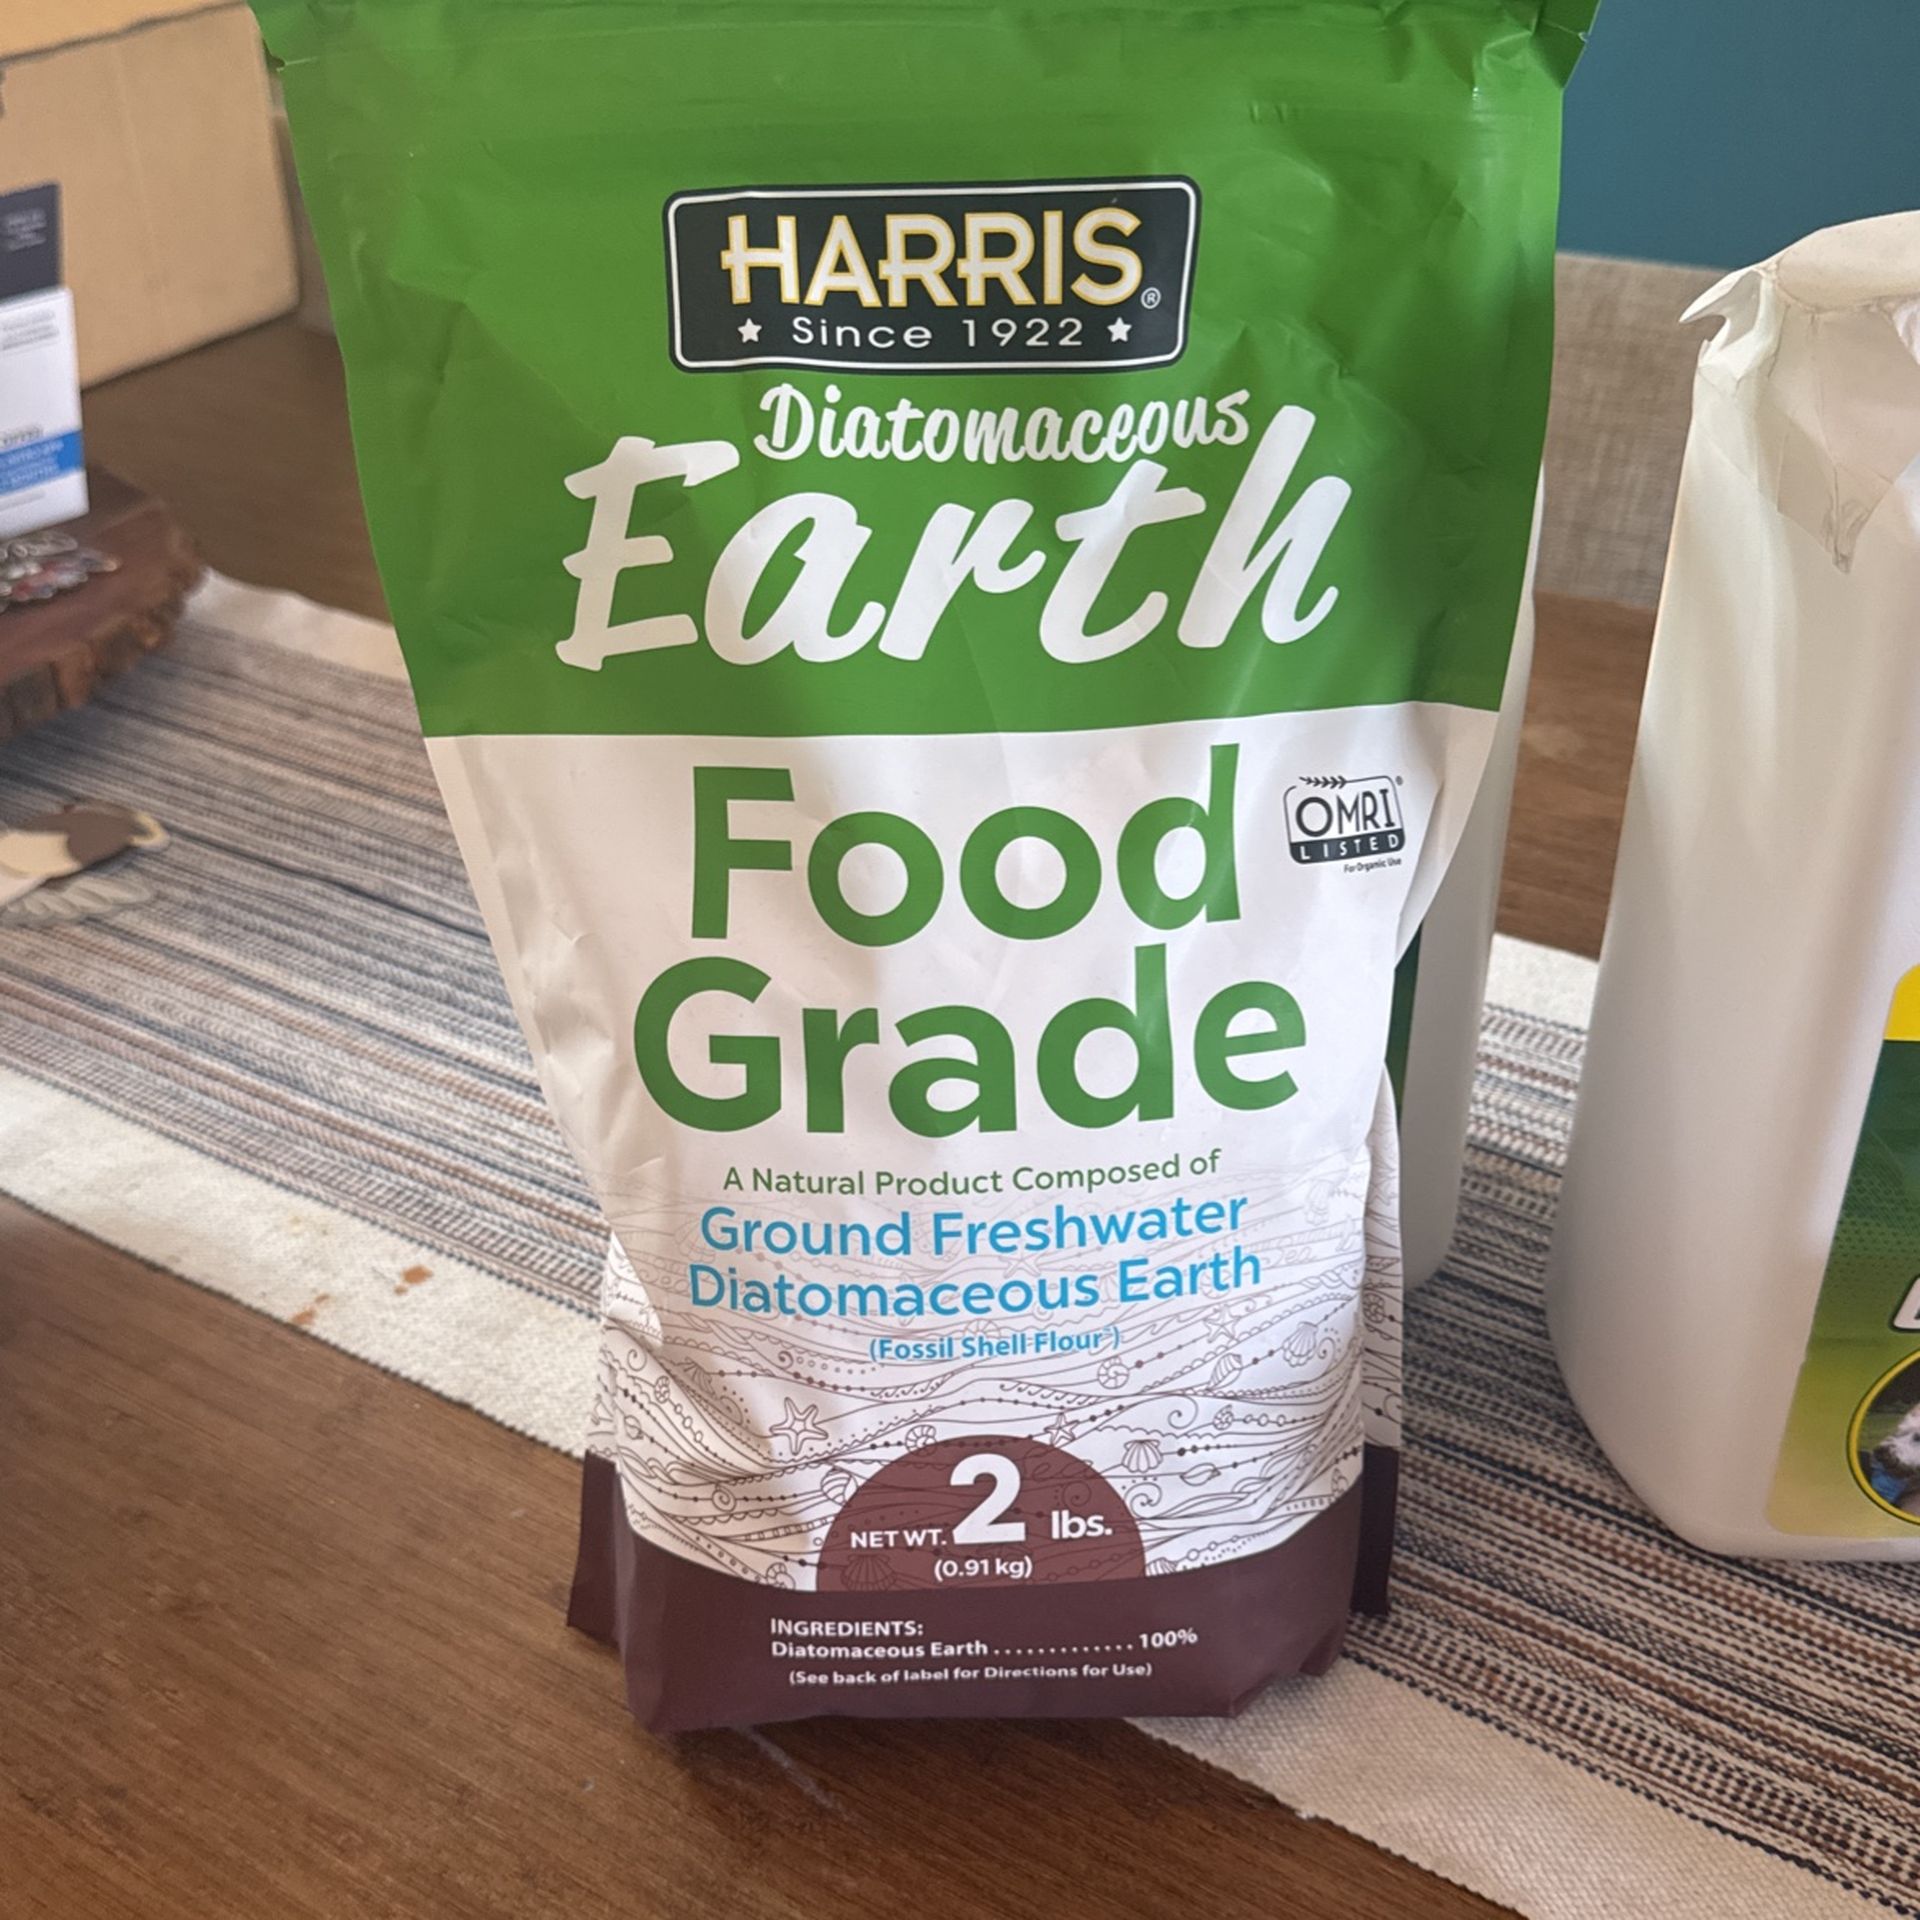 HARRIS®
★ Since 1922 ★
Diatomaceous
Earth
Food
Grade
OMRI®
LISTED
For Organic Use
A Natural Product Composed of
Ground Freshwater
Diatomaceous Earth
(Fossil Shell Flour®)
NET WT. 2 lbs.
(0.91 kg)
INGREDIENTS:
Diatomaceous Earth ............. 100%
(See back of label for Directions for Use)